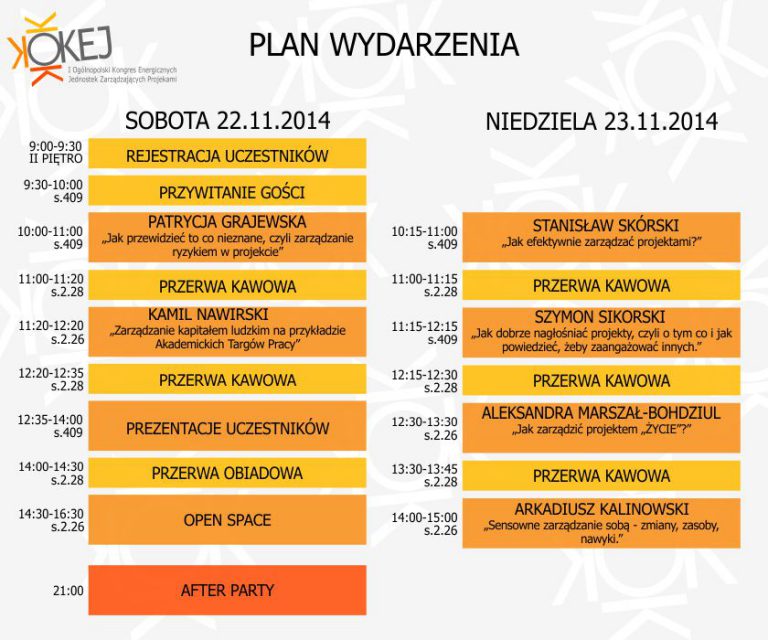 KOKEJ
I Ogólnopolski Kongres Energicznych
Jednostek Zarządzających Projekami
PLAN WYDARZENIA
SOBOTA 22.11.2014
9:00-9:30
II PIĘTRO
REJESTRACJA UCZESTNIKÓW
9:30-10:00
s.409
PRZYWITANIE GOŚCI
10:00-11:00
s.409
PATRYCJA GRAJEWSKA
„Jak przewidzieć to co nieznane, czyli zarządzanie
ryzykiem w projekcie”
11:00-11:20
s.2.28
PRZERWA KAWOWA
11:20-12:20
s.2.26
KAMIL NAWIRSKI
„Zarządzanie kapitałem ludzkim na przykładzie
Akademickich Targów Pracy”
12:20-12:35
s.2.28
PRZERWA KAWOWA
12:35-14:00
s.409
PREZENTACJE UCZESTNIKÓW
14:00-14:30
s.2.28
PRZERWA OBIADOWA
14:30-16:30
s.2.26
OPEN SPACE
21:00
AFTER PARTY
NIEDZIELA 23.11.2014
10:15-11:00
s.409
STANISŁAW SKÓRSKI
„Jak efektywnie zarządzać projektami?”
11:00-11:15
s.2.28
PRZERWA KAWOWA
11:15-12:15
s.409
SZYMON SIKORSKI
„Jak dobrze nagłośniać projekty, czyli o tym co i jak
powiedzieć, żeby zaangażować innych.”
12:15-12:30
s.2.28
PRZERWA KAWOWA
12:30-13:30
s.2.26
ALEKSANDRA MARSZAŁ-BOHDZIUL
„Jak zarządzić projektem „ŻYCIE”?”
13:30-13:45
s.2.28
PRZERWA KAWOWA
14:00-15:00
s.2.26
ARKADIUSZ KALINOWSKI
„Sensowne zarządzanie sobą - zmiany, zasoby,
nawyki.”